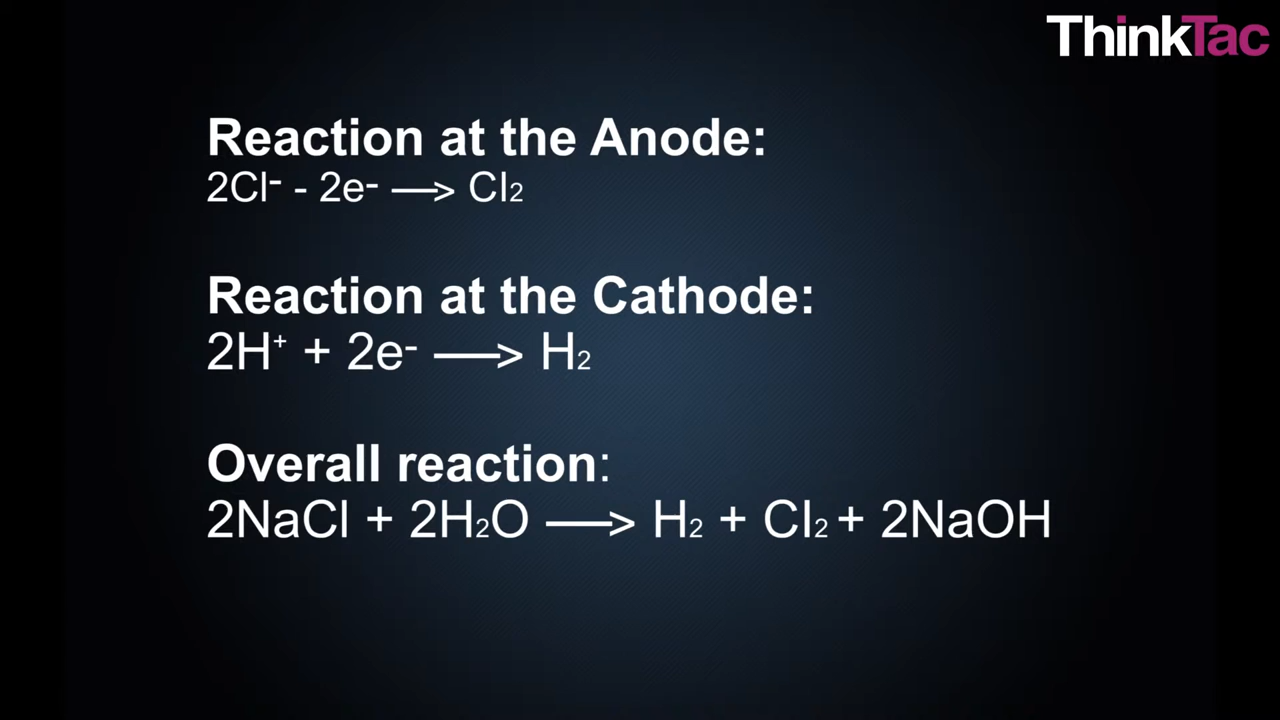 ThinkTac
Reaction at the Anode:
2Cl⁻ - 2e⁻ ⟶ Cl₂
Reaction at the Cathode:
2H⁺ + 2e⁻ ⟶ H₂
Overall reaction:
2NaCl + 2H₂O ⟶ H₂ + Cl₂ + 2NaOH